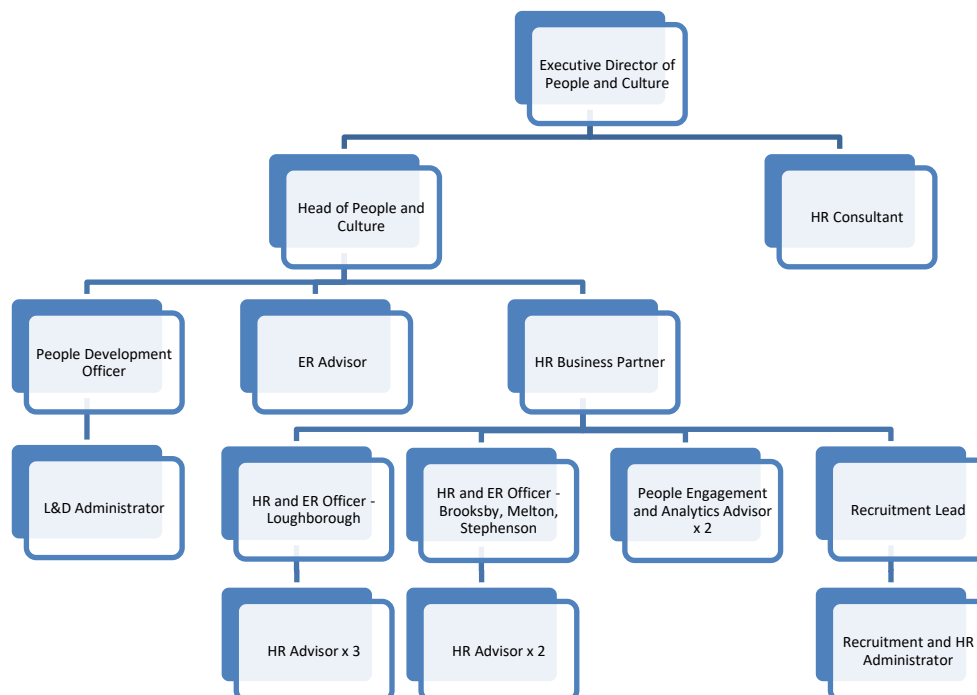 Executive Director of
People and Culture
Head of People and
Culture
HR Consultant
People Development
Officer
ER Advisor
HR Business Partner
L&D Administrator
HR and ER Officer -
Loughborough
HR and ER Officer -
Brooksby, Melton,
Stephenson
People Engagement
and Analytics Advisor
x 2
Recruitment Lead
HR Advisor x 3
HR Advisor x 2
Recruitment and HR
Administrator